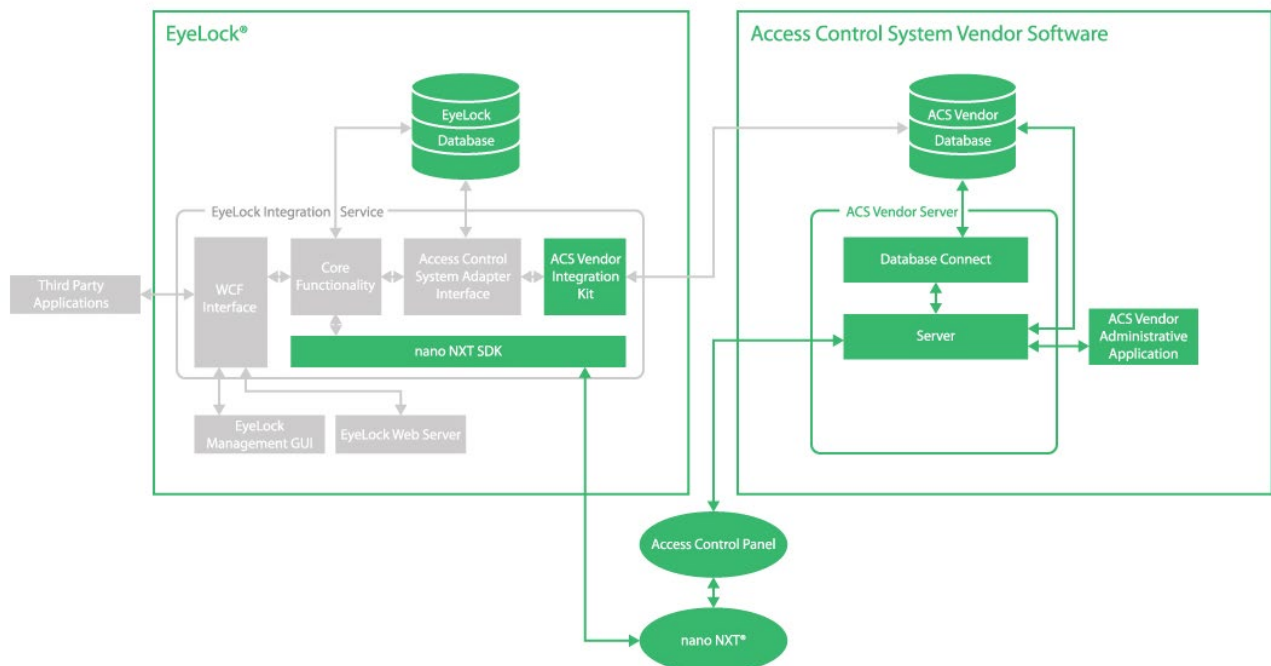 EyeLock®
Access Control System Vendor Software
EyeLock
Database
ACS Vendor
Database
EyeLock Integration Service
ACS Vendor Server
Third Party
Applications
WCF
Interface
Core
Functionality
Access Control
System Adapter
Interface
ACS Vendor
Integration
Kit
Database Connect
nano NXT SDK
Server
ACS Vendor
Administrative
Application
EyeLock
Management GUI
EyeLock Web Server
Access Control Panel
nano NXT®